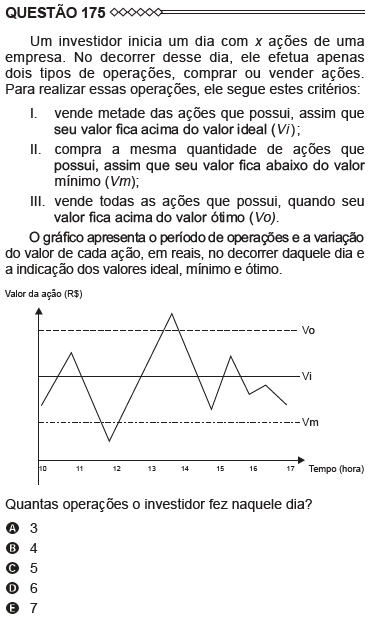 QUESTÃO 175
Um investidor inicia um dia com x ações de uma
empresa. No decorrer desse dia, ele efetua apenas
dois tipos de operações, comprar ou vender ações.
Para realizar essas operações, ele segue estes critérios:
I. vende metade das ações que possui, assim que
seu valor fica acima do valor ideal (Vi);
II. compra a mesma quantidade de ações que
possui, assim que seu valor fica abaixo do valor
mínimo (Vm);
III. vende todas as ações que possui, quando seu
valor fica acima do valor ótimo (Vo).
O gráfico apresenta o período de operações e a variação
do valor de cada ação, em reais, no decorrer daquele dia e
a indicação dos valores ideal, mínimo e ótimo.
Valor da ação (R$)
Vo
Vi
Vm
10 11 12 13 14 15 16 17 Tempo (hora)
Quantas operações o investidor fez naquele dia?
A 3
B 4
C 5
D 6
E 7